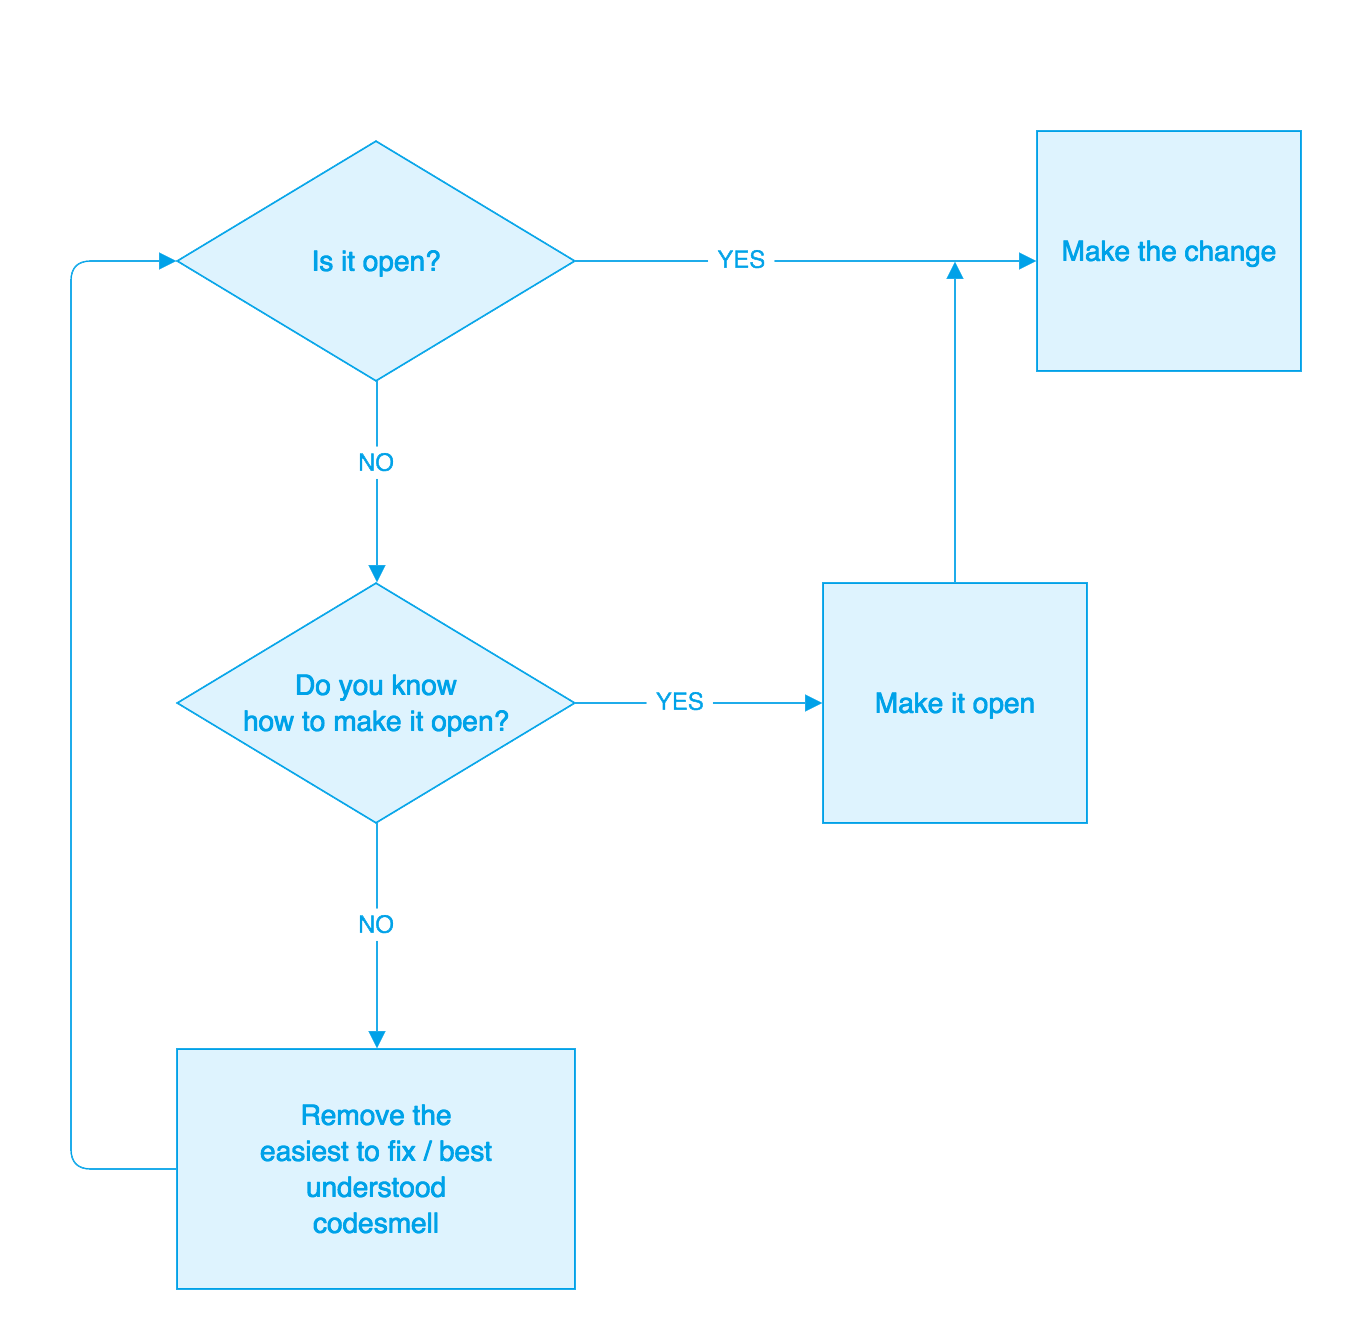 Is it open?
YES
Make the change
NO
Do you know
how to make it open?
YES
Make it open
NO
Remove the
easiest to fix / best
understood
codesmell